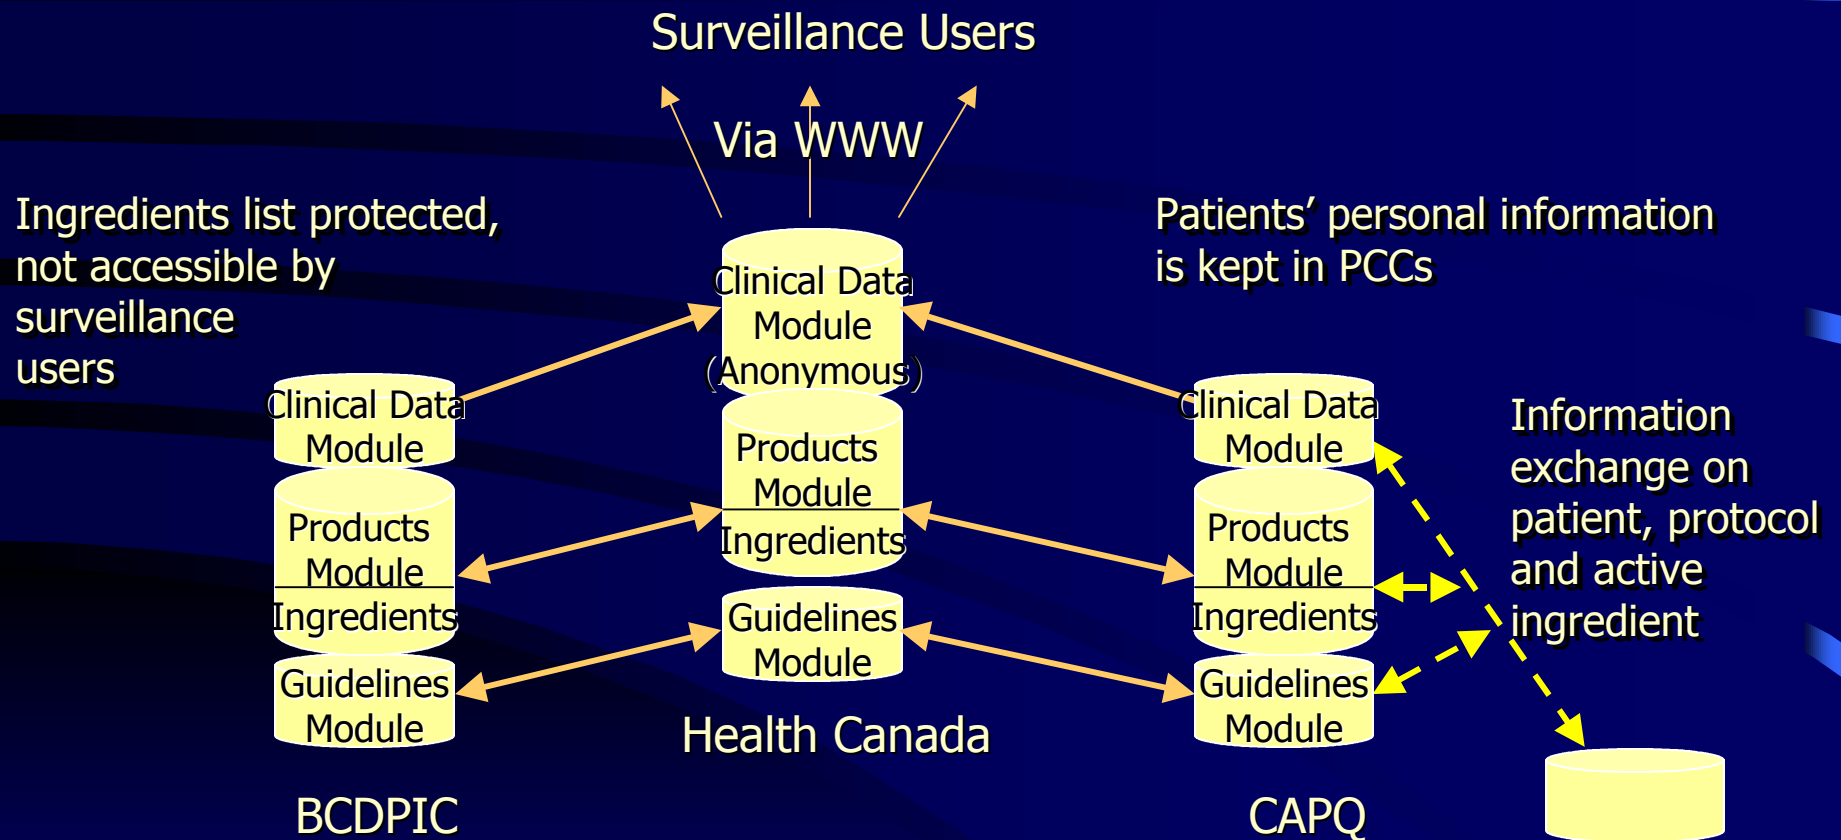 Surveillance Users
Via WWW
Ingredients list protected,
not accessible by
surveillance
users
Patients’ personal information
is kept in PCCs
Clinical Data
Module
(Anonymous)
Products
Module
Ingredients
Guidelines
Module
Health Canada
Clinical Data
Module
Products
Module
Ingredients
Guidelines
Module
BCDPIC
Clinical Data
Module
Products
Module
Ingredients
Guidelines
Module
CAPQ
Information
exchange on
patient, protocol
and active
ingredient